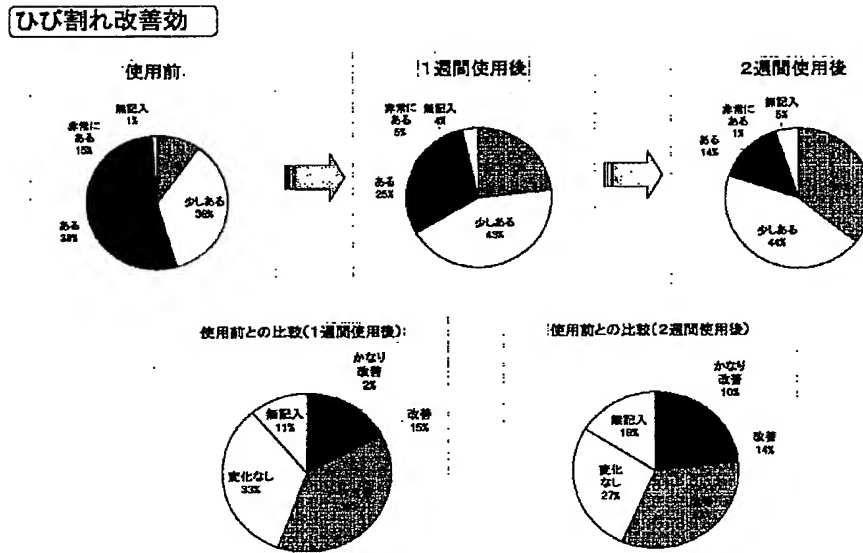 ひび割れ改善効
使用前
1週間使用後
2週間使用後
無記入
1%
非常に
ある
15%
少しある
36%
ある
非常に
ある
5%
無記入
4%
ある
25%
少しある
43%
非常に
ある
1%
無記入
5%
ある
14%
少しある
44%
使用前との比較(1週間使用後)
かなり
改善
2%
改善
15%
無記入
11%
変化なし
33%
使用前との比較(2週間使用後)
かなり
改善
10%
改善
14%
無記入
変化
なし
27%